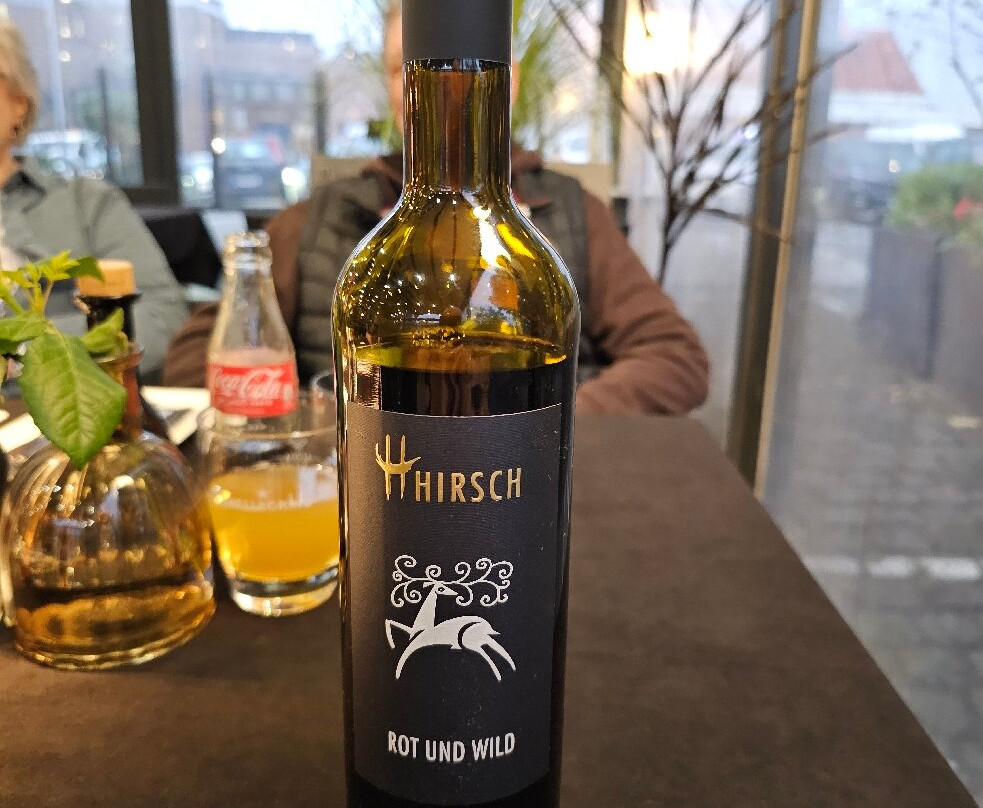 HIRSCH
ROT UND WILD
Coca-Cola